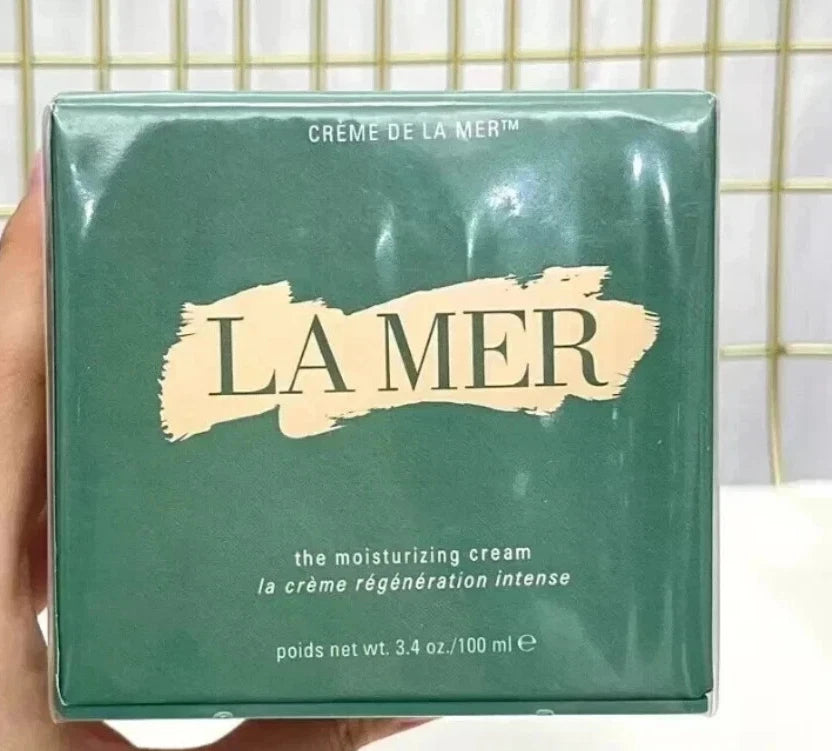 CRÈME DE LA MER™
LA MER
the moisturizing cream
la crème régénération intense
poids net wt. 3.4 oz./100 ml ℮